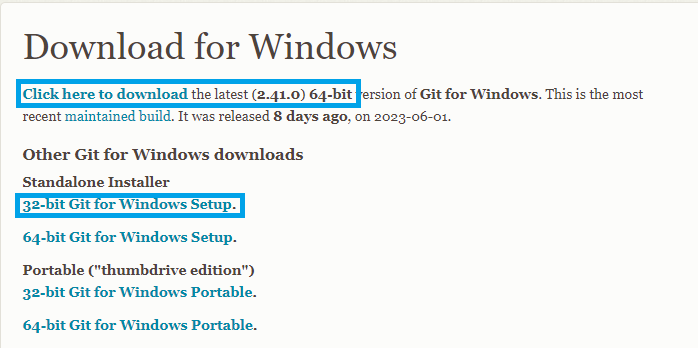 Download for Windows
Click here to download the latest (2.41.0) 64-bit version of Git for Windows. This is the most
recent maintained build. It was released 8 days ago, on 2023-06-01.
Other Git for Windows downloads
Standalone Installer
32-bit Git for Windows Setup.
64-bit Git for Windows Setup.
Portable ("thumbdrive edition")
32-bit Git for Windows Portable.
64-bit Git for Windows Portable.